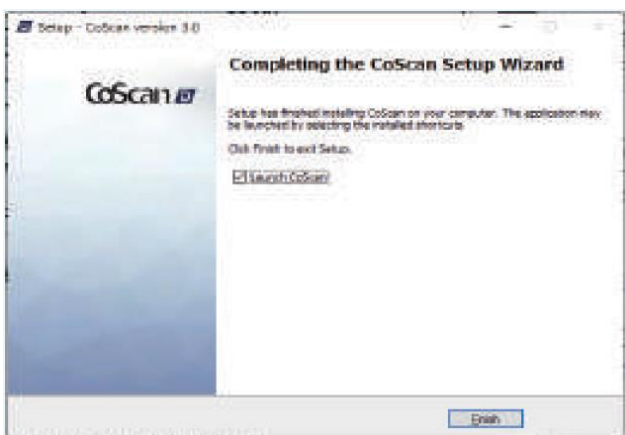 Setup - CoScan version 3.0
CoScan
Completing the CoScan Setup Wizard
Setup has finished installing CoScan on your computer. The application may
be launched by selecting the installed shortcuts.
Click Finish to exit Setup.
Launch CoScan
Finish